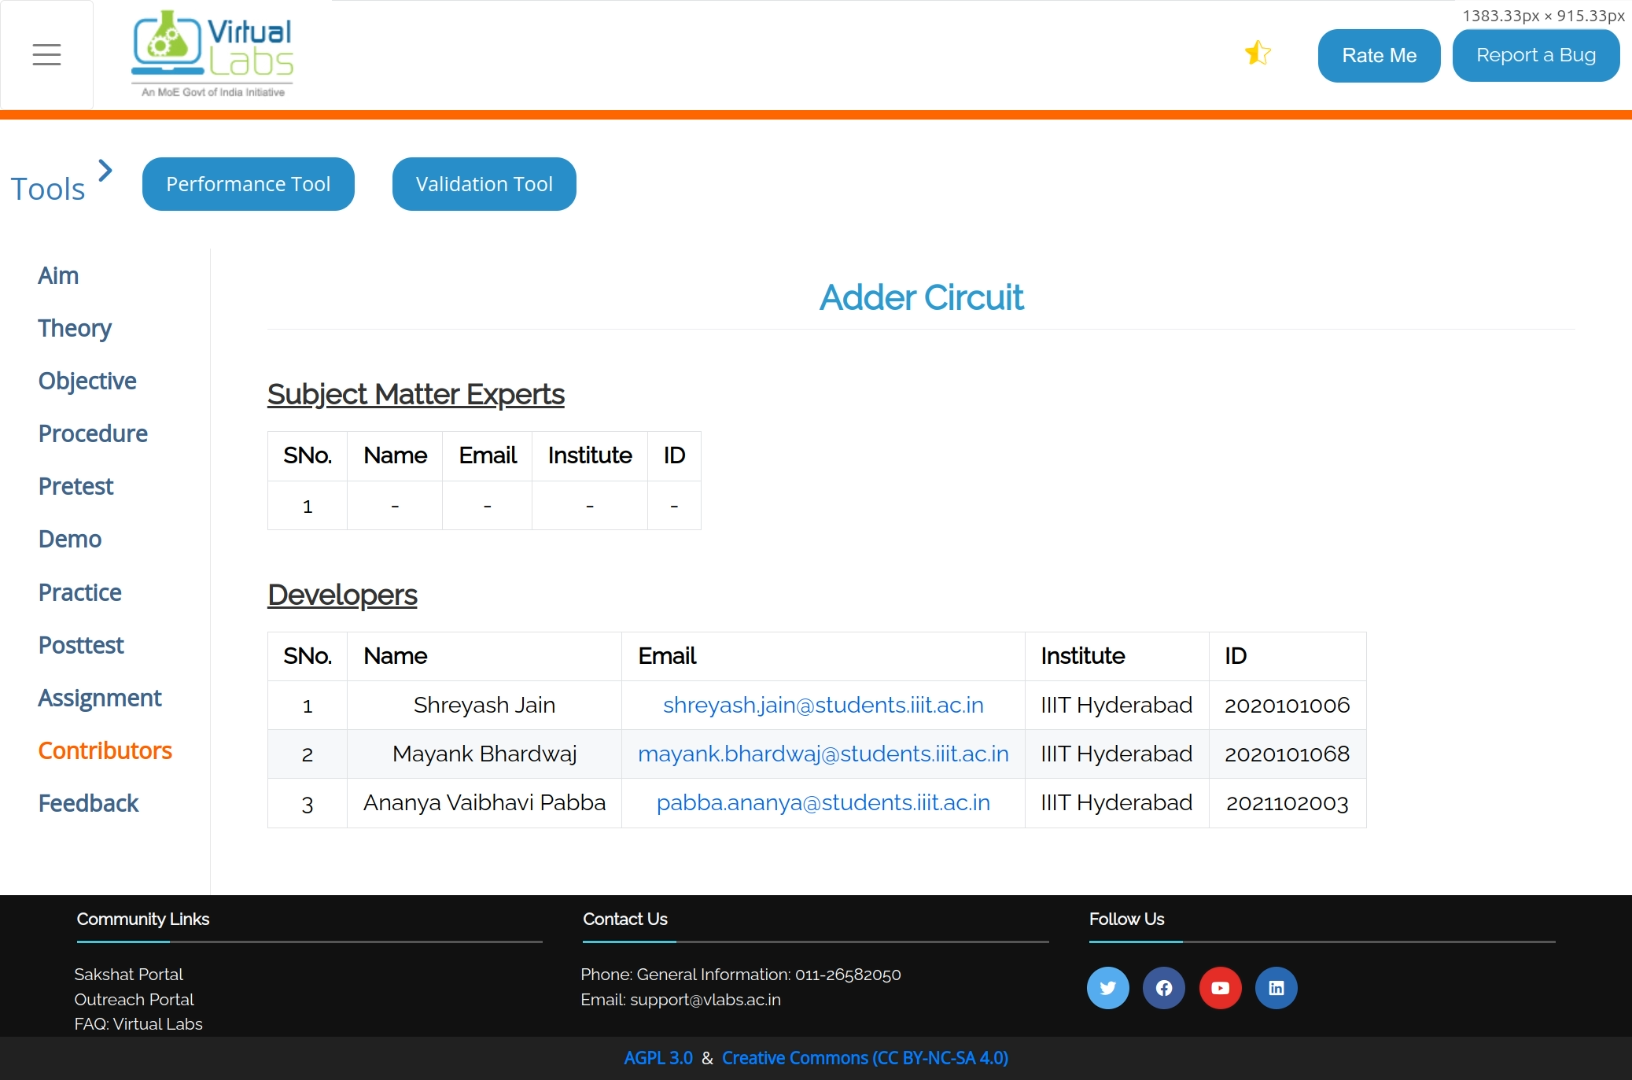 1383.33px × 915.33px
Virtual
Labs
An MoE Govt of India Initiative
Rate Me
Report a Bug
Tools
Performance Tool
Validation Tool
Aim
Theory
Objective
Procedure
Pretest
Demo
Practice
Posttest
Assignment
Contributors
Feedback
Adder Circuit
Subject Matter Experts
SNo. Name Email Institute ID
1 - - - -
Developers
SNo. Name Email Institute ID
1 Shreyash Jain shreyash.jain@students.iiit.ac.in IIIT Hyderabad 2020101006
2 Mayank Bhardwaj mayank.bhardwaj@students.iiit.ac.in IIIT Hyderabad 2020101068
3 Ananya Vaibhavi Pabba pabba.ananya@students.iiit.ac.in IIIT Hyderabad 2021102003
Community Links
Sakshat Portal
Outreach Portal
FAQ: Virtual Labs
Contact Us
Phone: General Information: 011-26582050
Email: support@vlabs.ac.in
Follow Us
AGPL 3.0 & Creative Commons (CC BY-NC-SA 4.0)